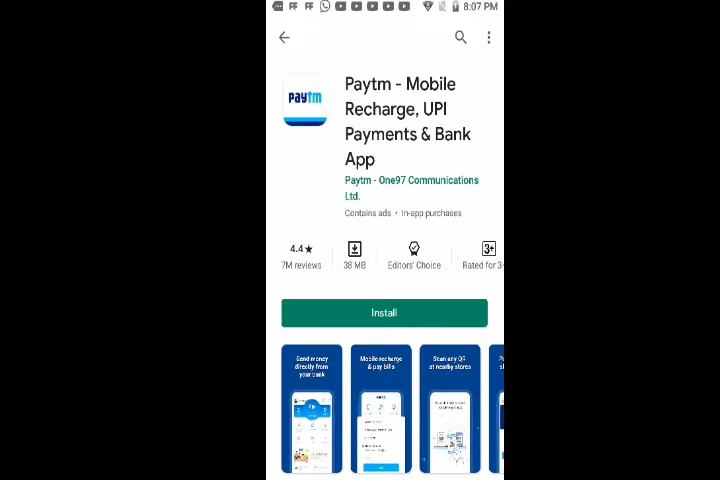 8:07 PM
paytm
Paytm - Mobile
Recharge, UPI
Payments & Bank
App
Paytm - One97 Communications
Ltd.
Contains ads • In-app purchases
4.4★
3+
7M reviews
38 MB
Editors' Choice
Rated for 3+
Install
Send money
directly from
your bank
Mobile recharge
& pay bills
Scan any QR
at nearby stores